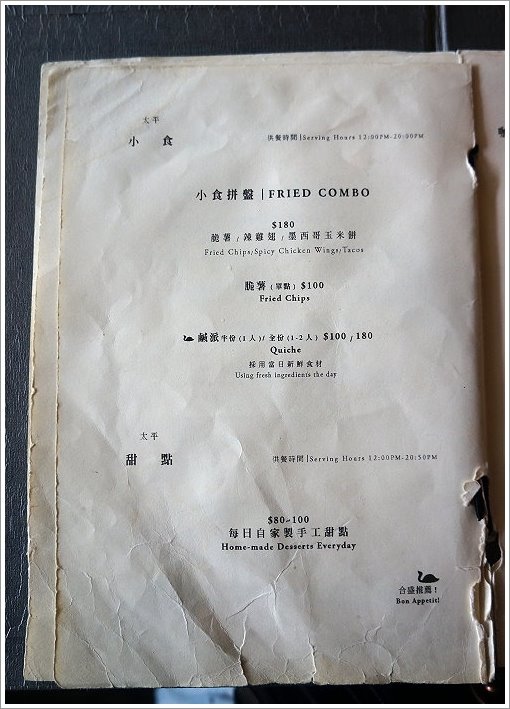 太平
小食
供餐時間|Serving Hours 12:00PM-20:00PM
小食拼盤 | FRIED COMBO
$180
脆薯 / 辣雞翅 / 墨西哥玉米餅
Fried Chips/Spicy Chicken Wings/Tacos
脆薯 (單點) $100
Fried Chips
鹹派 半份 (1人) / 全份 (1-2人) $100 / 180
Quiche
採用當日新鮮食材
Using fresh ingredients the day
太平
甜點
供餐時間|Serving Hours 12:00PM-20:30PM
$80~100
每日自家製手工甜點
Home-made Desserts Everyday
合盛推薦！
Bon Appetit!